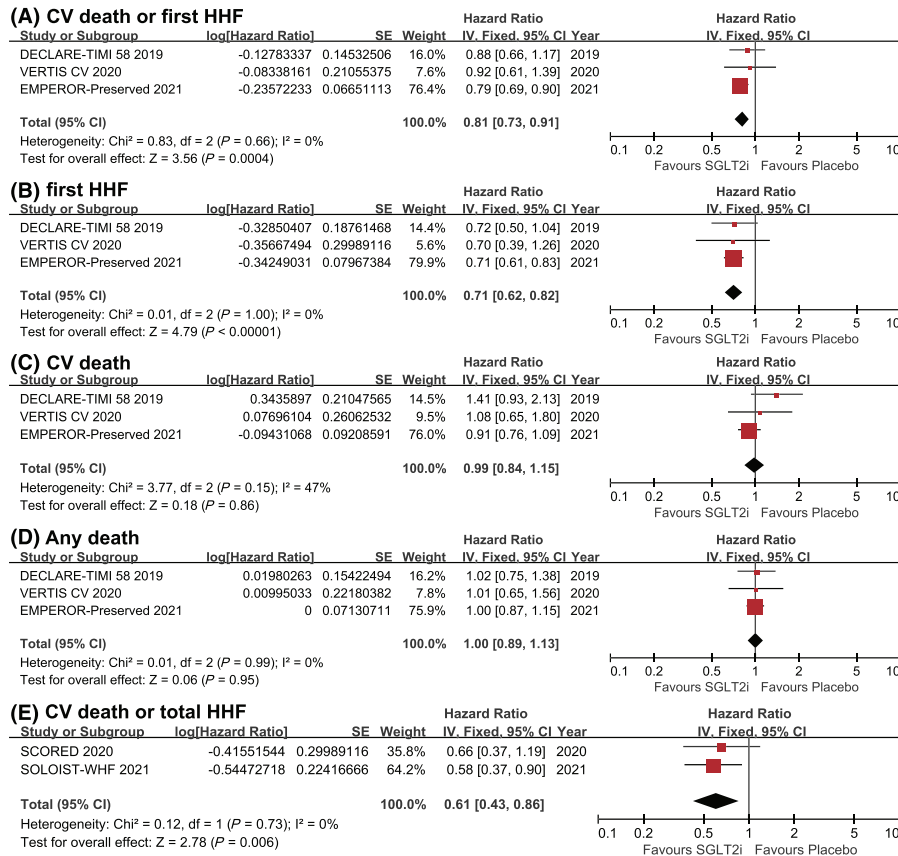 (A) CV death or first HHF
Hazard Ratio Hazard Ratio
Study or Subgroup log[Hazard Ratio] SE Weight IV. Fixed. 95% CI Year IV. Fixed. 95% CI
DECLARE-TIMI 58 2019 -0.12783337 0.14532506 16.0% 0.88 [0.66, 1.17] 2019
VERTIS CV 2020 -0.08338161 0.21055375 7.6% 0.92 [0.61, 1.39] 2020
EMPEROR-Preserved 2021 -0.23572233 0.06651113 76.4% 0.79 [0.69, 0.90] 2021
Total (95% CI) 100.0% 0.81 [0.73, 0.91]
Heterogeneity: Chi² = 0.83, df = 2 (P = 0.66); I² = 0%
Test for overall effect: Z = 3.56 (P = 0.0004)
0.1 0.2 0.5 1 2 5 10
Favours SGLT2i Favours Placebo
(B) first HHF
Hazard Ratio Hazard Ratio
Study or Subgroup log[Hazard Ratio] SE Weight IV. Fixed. 95% CI Year IV. Fixed. 95% CI
DECLARE-TIMI 58 2019 -0.32850407 0.18761468 14.4% 0.72 [0.50, 1.04] 2019
VERTIS CV 2020 -0.35667494 0.29989116 5.6% 0.70 [0.39, 1.26] 2020
EMPEROR-Preserved 2021 -0.34249031 0.07967384 79.9% 0.71 [0.61, 0.83] 2021
Total (95% CI) 100.0% 0.71 [0.62, 0.82]
Heterogeneity: Chi² = 0.01, df = 2 (P = 1.00); I² = 0%
Test for overall effect: Z = 4.79 (P < 0.00001)
0.1 0.2 0.5 1 2 5 10
Favours SGLT2i Favours Placebo
(C) CV death
Hazard Ratio Hazard Ratio
Study or Subgroup log[Hazard Ratio] SE Weight IV. Fixed. 95% CI Year IV. Fixed. 95% CI
DECLARE-TIMI 58 2019 0.3435897 0.21047565 14.5% 1.41 [0.93, 2.13] 2019
VERTIS CV 2020 0.07696104 0.26062532 9.5% 1.08 [0.65, 1.80] 2020
EMPEROR-Preserved 2021 -0.09431068 0.09208591 76.0% 0.91 [0.76, 1.09] 2021
Total (95% CI) 100.0% 0.99 [0.84, 1.15]
Heterogeneity: Chi² = 3.77, df = 2 (P = 0.15); I² = 47%
Test for overall effect: Z = 0.18 (P = 0.86)
0.1 0.2 0.5 1 2 5 10
Favours SGLT2i Favours Placebo
(D) Any death
Hazard Ratio Hazard Ratio
Study or Subgroup log[Hazard Ratio] SE Weight IV. Fixed. 95% CI Year IV. Fixed. 95% CI
DECLARE-TIMI 58 2019 0.01980263 0.15422494 16.2% 1.02 [0.75, 1.38] 2019
VERTIS CV 2020 0.00995033 0.22180382 7.8% 1.01 [0.65, 1.56] 2020
EMPEROR-Preserved 2021 0 0.07130711 75.9% 1.00 [0.87, 1.15] 2021
Total (95% CI) 100.0% 1.00 [0.89, 1.13]
Heterogeneity: Chi² = 0.01, df = 2 (P = 0.99); I² = 0%
Test for overall effect: Z = 0.06 (P = 0.95)
0.1 0.2 0.5 1 2 5 10
Favours SGLT2i Favours Placebo
(E) CV death or total HHF
Hazard Ratio Hazard Ratio
Study or Subgroup log[Hazard Ratio] SE Weight IV. Fixed. 95% CI Year IV. Fixed. 95% CI
SCORED 2020 -0.41551544 0.29989116 35.8% 0.66 [0.37, 1.19] 2020
SOLOIST-WHF 2021 -0.54472718 0.22416666 64.2% 0.58 [0.37, 0.90] 2021
Total (95% CI) 100.0% 0.61 [0.43, 0.86]
Heterogeneity: Chi² = 0.12, df = 1 (P = 0.73); I² = 0%
Test for overall effect: Z = 2.78 (P = 0.006)
0.1 0.2 0.5 1 2 5 10
Favours SGLT2i Favours Placebo